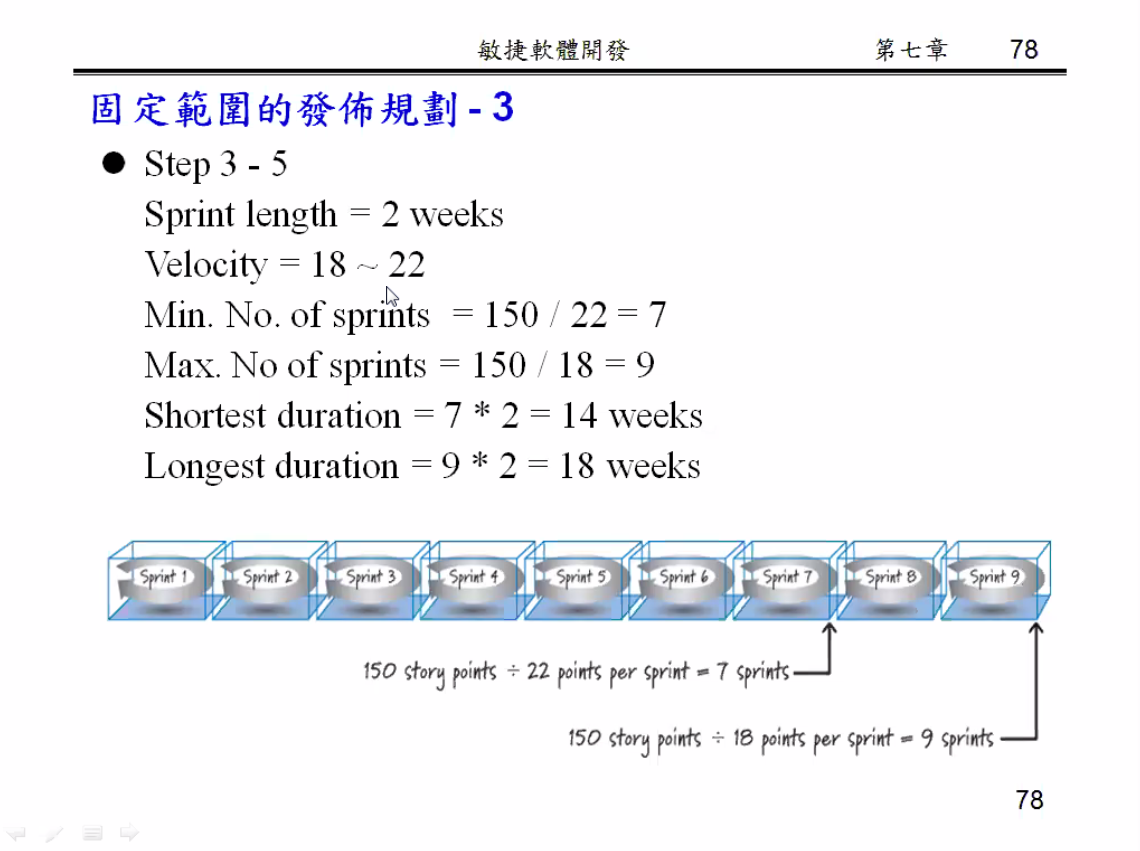 敏捷軟體開發 第七章 78
固定範圍的發佈規劃 - 3
● Step 3 - 5
Sprint length = 2 weeks
Velocity = 18 ~ 22
Min. No. of sprints = 150 / 22 = 7
Max. No of sprints = 150 / 18 = 9
Shortest duration = 7 * 2 = 14 weeks
Longest duration = 9 * 2 = 18 weeks
Sprint 1 Sprint 2 Sprint 3 Sprint 4 Sprint 5 Sprint 6 Sprint 7 Sprint 8 Sprint 9
150 story points ÷ 22 points per sprint = 7 sprints
150 story points ÷ 18 points per sprint = 9 sprints
78